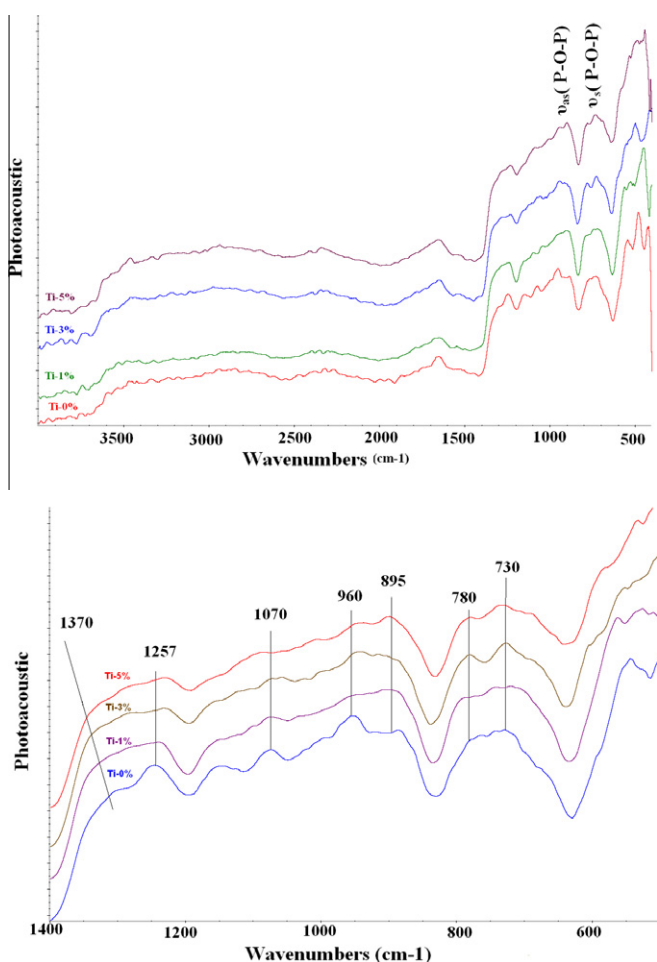 Photoacoustic
υas( P-O-P)
υs( P-O-P)
Ti-5%
Ti-3%
Ti-1%
Ti-0%
3500 3000 2500 2000 1500 1000 500
Wavenumbers (cm-1)
Photoacoustic
1370
1257
1070
960
895
780
730
Ti-5%
Ti-3%
Ti-1%
Ti-0%
1400 1200 1000 800 600
Wavenumbers (cm-1)